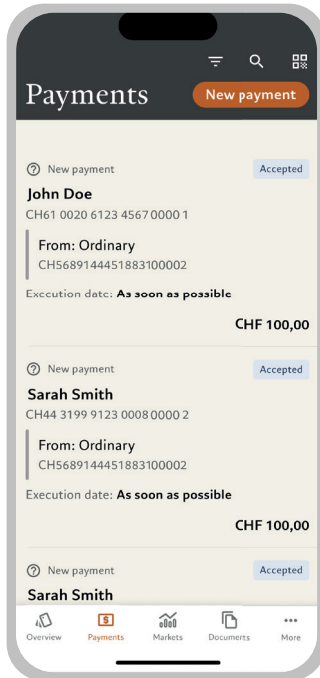 Payments
New payment
New payment
Accepted
John Doe
CH61 0020 6123 4567 0000 1
From: Ordinary
CH5689144451883100002
Execution date: As soon as possible
CHF 100,00
New payment
Accepted
Sarah Smith
CH44 3199 9123 0008 0000 2
From: Ordinary
CH5689144451883100002
Execution date: As soon as possible
CHF 100,00
New payment
Accepted
Sarah Smith
Overview
Payments
Markets
Documents
More